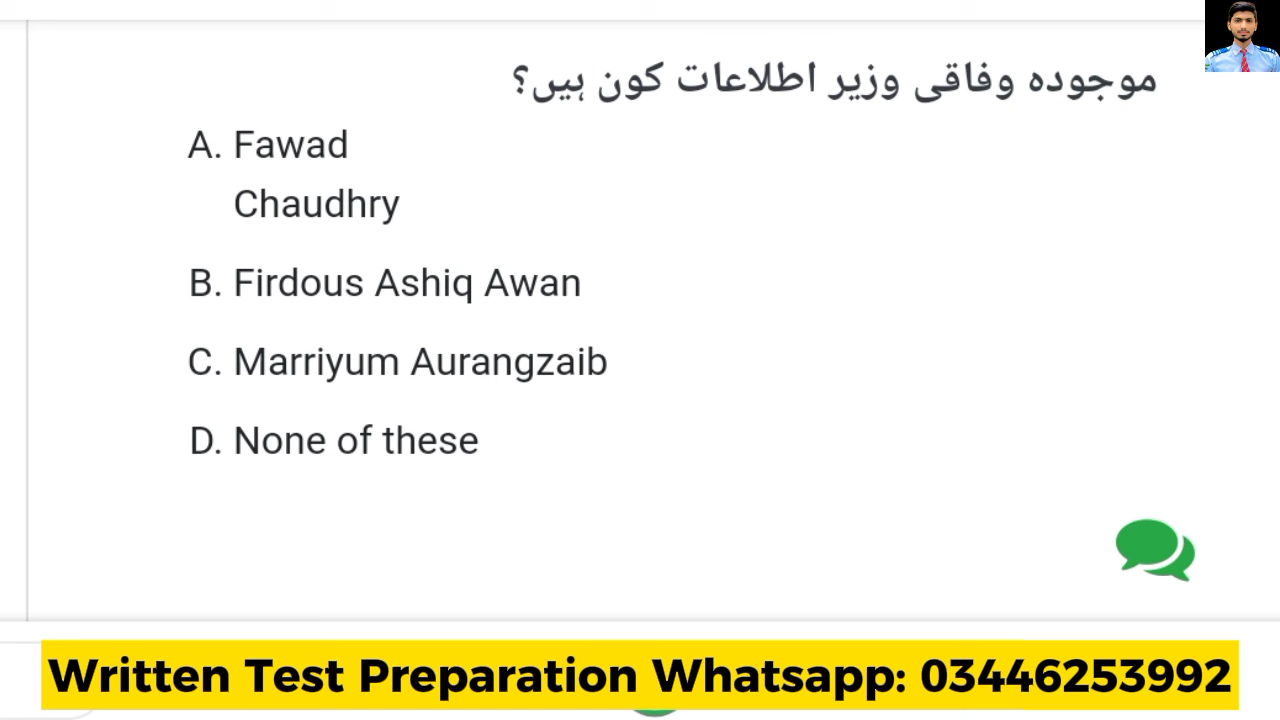 موجودہ وفاقی وزیر اطلاعات کون ہیں؟
A. Fawad
Chaudhry
B. Firdous Ashiq Awan
C. Marriyum Aurangzaib
D. None of these
Written Test Preparation Whatsapp: 03446253992